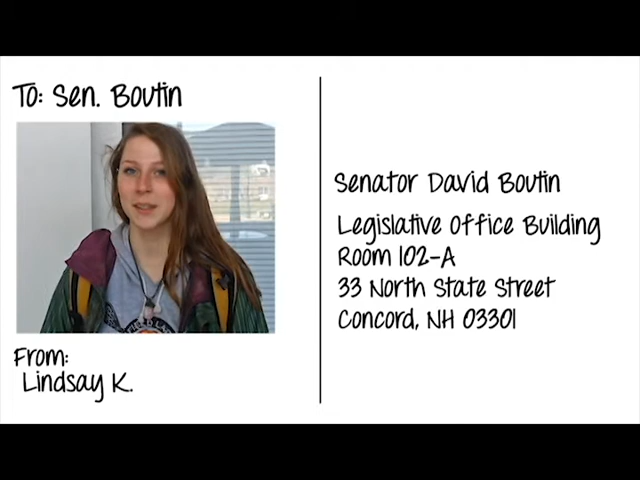 To: Sen. Boutin
From:
Lindsay K.
Senator David Boutin
Legislative Office Building
Room 102-A
33 North State Street
Concord, NH 03301